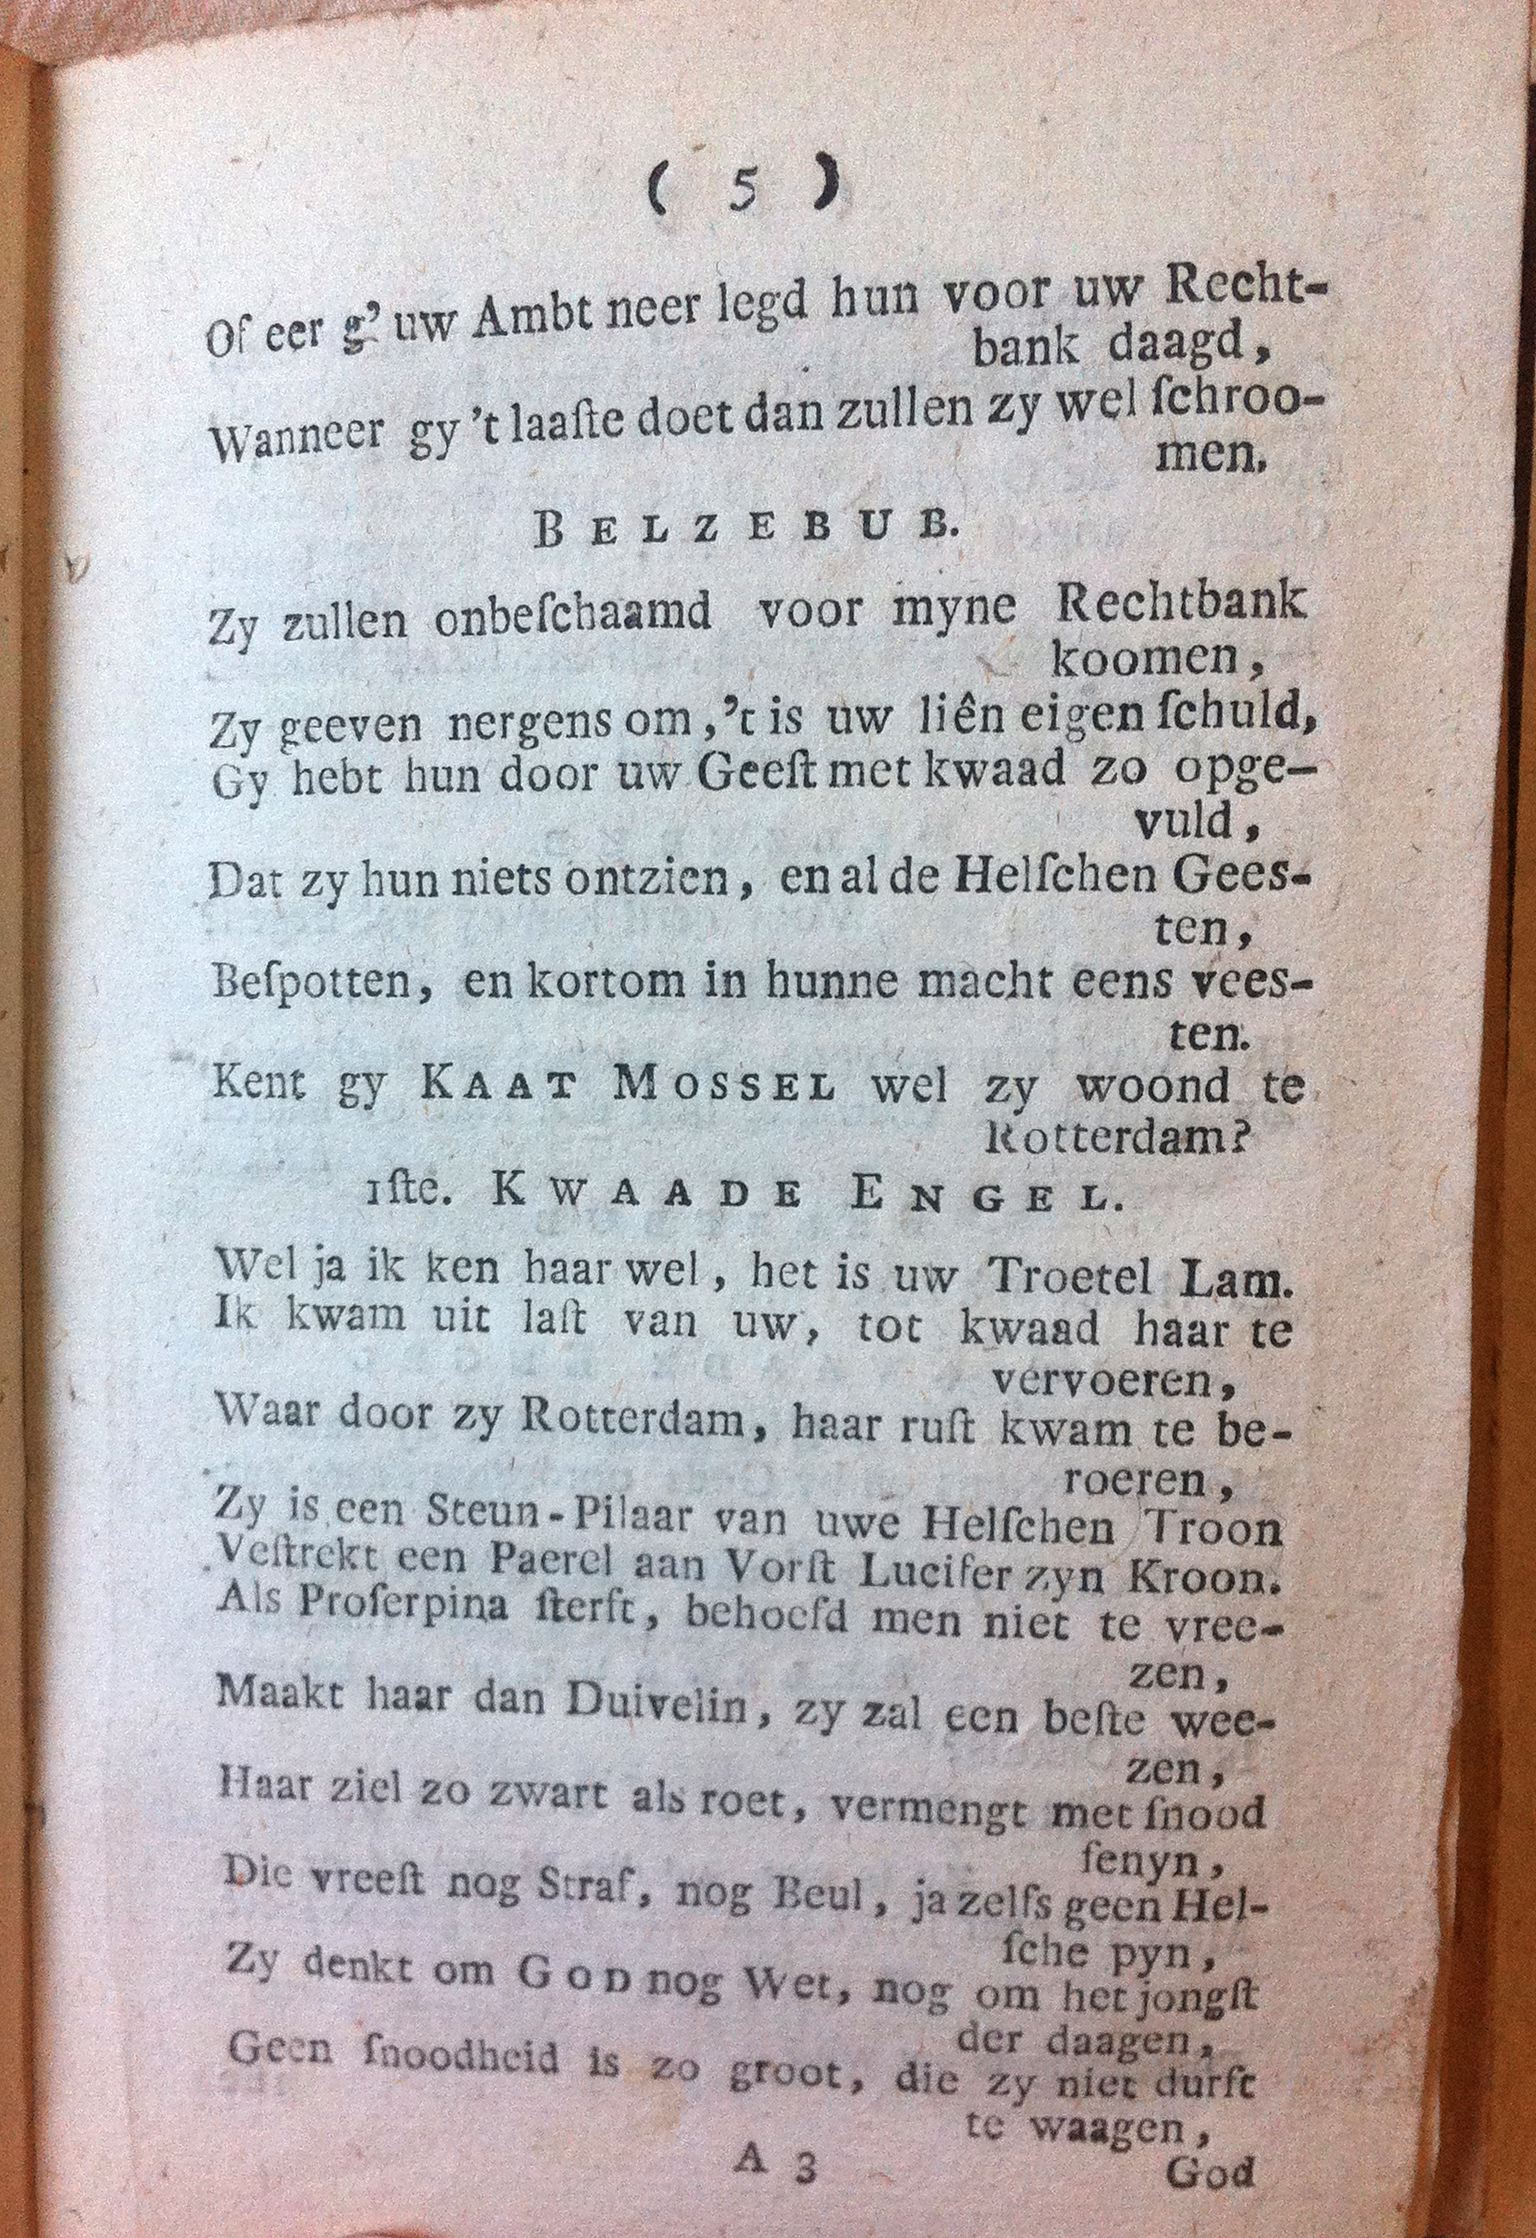 ( 5 )
Of eer g' uw Ambt neer legd hun voor uw Recht-
bank daagd,
Wanneer gy 't laaſte doet dan zullen zy wel ſchroo-
men.
BELZEBUB.
Zy zullen onbeſchaamd voor myne Rechtbank
koomen,
Zy geeven nergens om,'t is uw liên eigen ſchuld,
Gy hebt hun door uw Geeſt met kwaad zo opge-
vuld,
Dat zy hun niets ontzien, en al de Helſchen Gees-
ten,
Beſpotten, en kortom in hunne macht eens vees-
ten.
Kent gy KAAT MOSSEL wel zy woond te
Rotterdam?
1ſte. KWAADE ENGEL.
Wel ja ik ken haar wel, het is uw Troetel Lam.
Ik kwam uit laſt van uw, tot kwaad haar te
vervoeren,
Waar door zy Rotterdam, haar ruſt kwam te be-
roeren,
Zy is een Steun-Pilaar van uwe Helſchen Troon
Veſtrekt een Paerel aan Vorſt Lucifer zyn Kroon.
Als Proſerpina ſterft, behoefd men niet te vree-
zen,
Maakt haar dan Duivelin, zy zal een beſte wee-
zen,
Haar ziel zo zwart als roet, vermengt met ſnood
fenyn,
Die vreeſt nog Straf, nog Beul, ja zelfs geen Hel-
ſche pyn,
Zy denkt om GOD nog Wet, nog om het jongſt
der daagen,
Geen ſnoodheid is zo groot, die zy niet durft
te waagen,
A 3
God